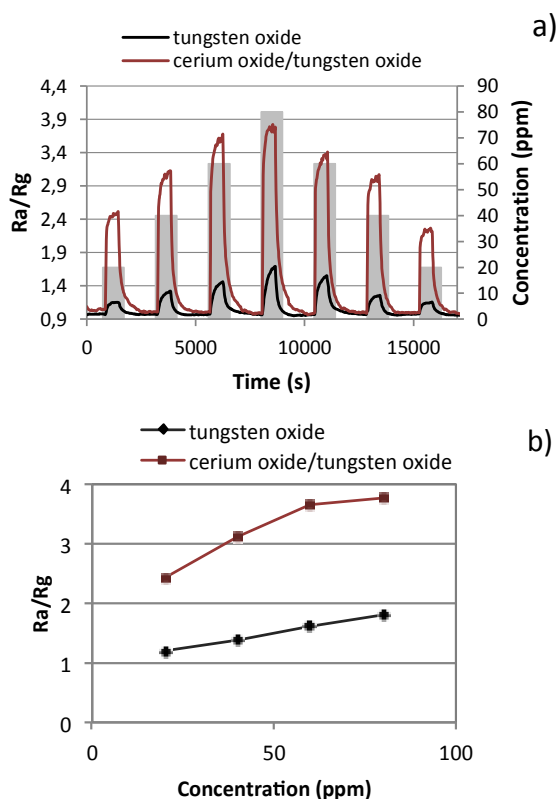 a)
tungsten oxide
cerium oxide/tungsten oxide
4,4
3,9
3,4
2,9
2,4
1,9
1,4
0,9
Ra/Rg
90
80
70
60
50
40
30
20
10
0
Concentration (ppm)
0 5000 10000 15000
Time (s)
b)
tungsten oxide
cerium oxide/tungsten oxide
4
3
2
1
0
Ra/Rg
0 50 100
Concentration (ppm)